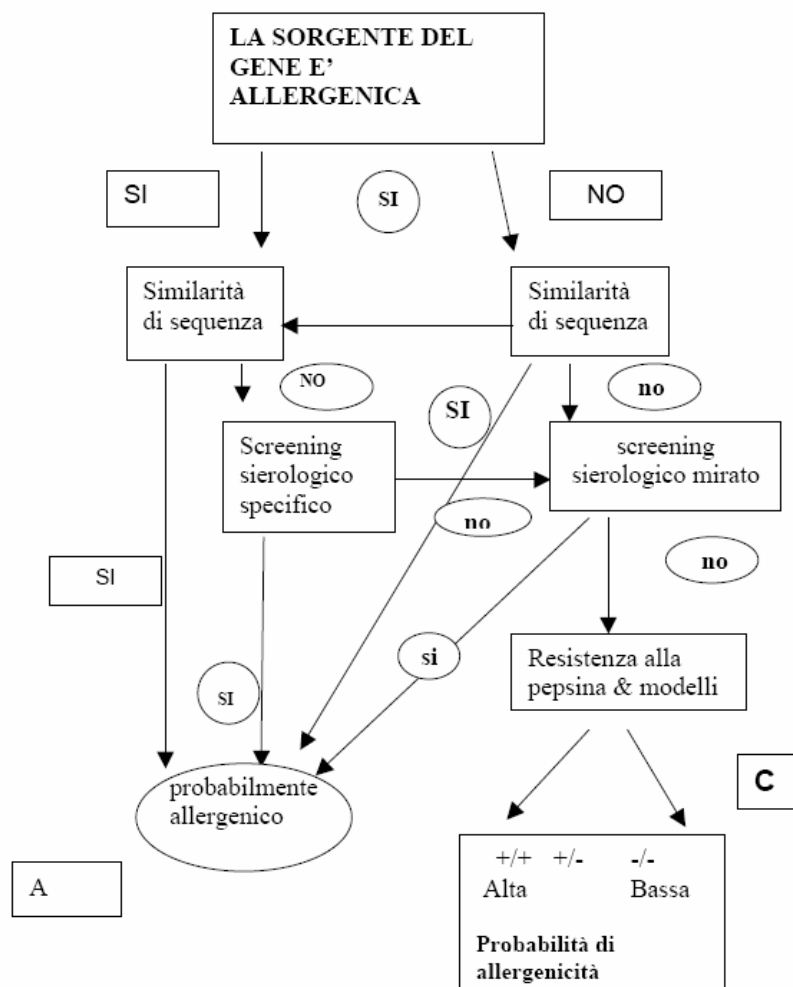 LA SORGENTE DEL
GENE E’
ALLERGENICA
SI
SI
NO
Similarità
di sequenza
Similarità
di sequenza
NO
SI
no
Screening
sierologico
specifico
screening
sierologico mirato
no
no
SI
si
SI
Resistenza alla
pepsina & modelli
probabilmente
allergenico
C
A
+/+ +/- -/-
Alta Bassa
Probabilità di
allergenicità